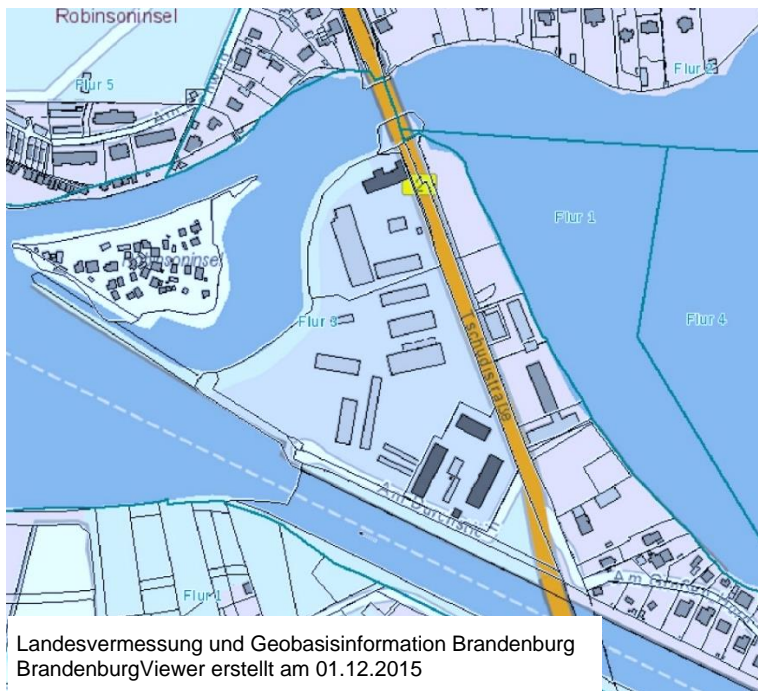 Robinsoninsel
Flur 5
Flur 2
Flur 1
Robinsoninsel
Flur 3
Flur 4
Tschudistraße
Am Durchstich
Flur 1
Landesvermessung und Geobasisinformation Brandenburg
BrandenburgViewer erstellt am 01.12.2015